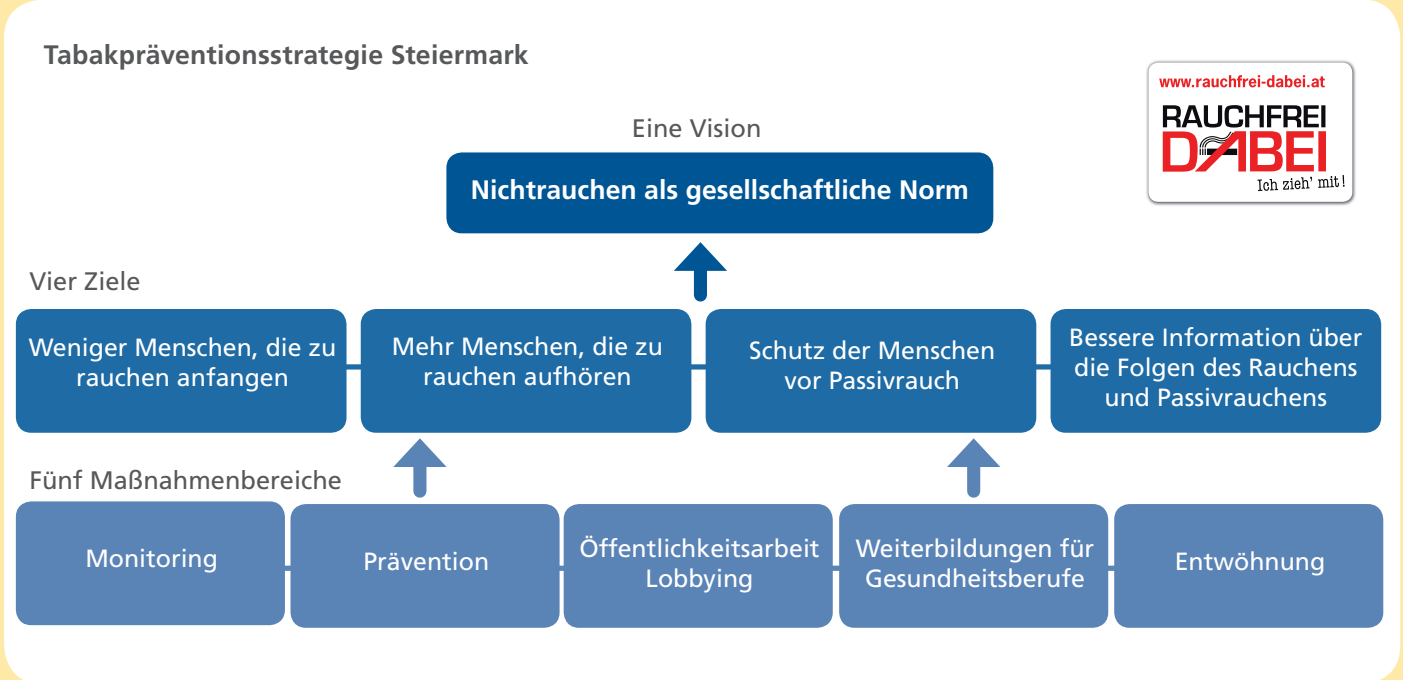 Tabakpräventionsstrategie Steiermark
www.rauchfrei-dabei.at
RAUCHFREI
DABEI
Ich zieh' mit!
Eine Vision
Nichtrauchen als gesellschaftliche Norm
Vier Ziele
Weniger Menschen, die zu
rauchen anfangen
Mehr Menschen, die zu
rauchen aufhören
Schutz der Menschen
vor Passivrauch
Bessere Information über
die Folgen des Rauchens
und Passivrauchens
Fünf Maßnahmenbereiche
Monitoring
Prävention
Öffentlichkeitsarbeit
Lobbying
Weiterbildungen für
Gesundheitsberufe
Entwöhnung